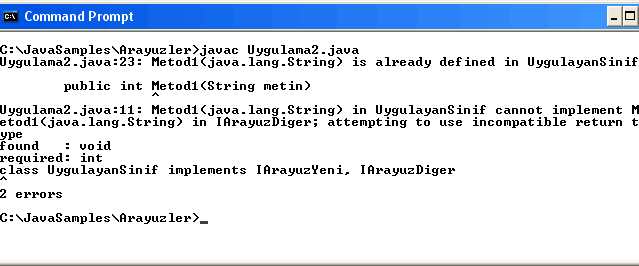 Command Prompt
C:\JavaSamples\Arayuzler>javac Uygulama2.java
Uygulama2.java:23: Metod1(java.lang.String) is already defined in UygulayanSinif
public int Metod1(String metin)
^
Uygulama2.java:11: Metod1(java.lang.String) in UygulayanSinif cannot implement M
etod1(java.lang.String) in IArayuzDiger; attempting to use incompatible return t
ype
found   : void
required: int
class UygulayanSinif implements IArayuzYeni, IArayuzDiger
^
2 errors
C:\JavaSamples\Arayuzler>_